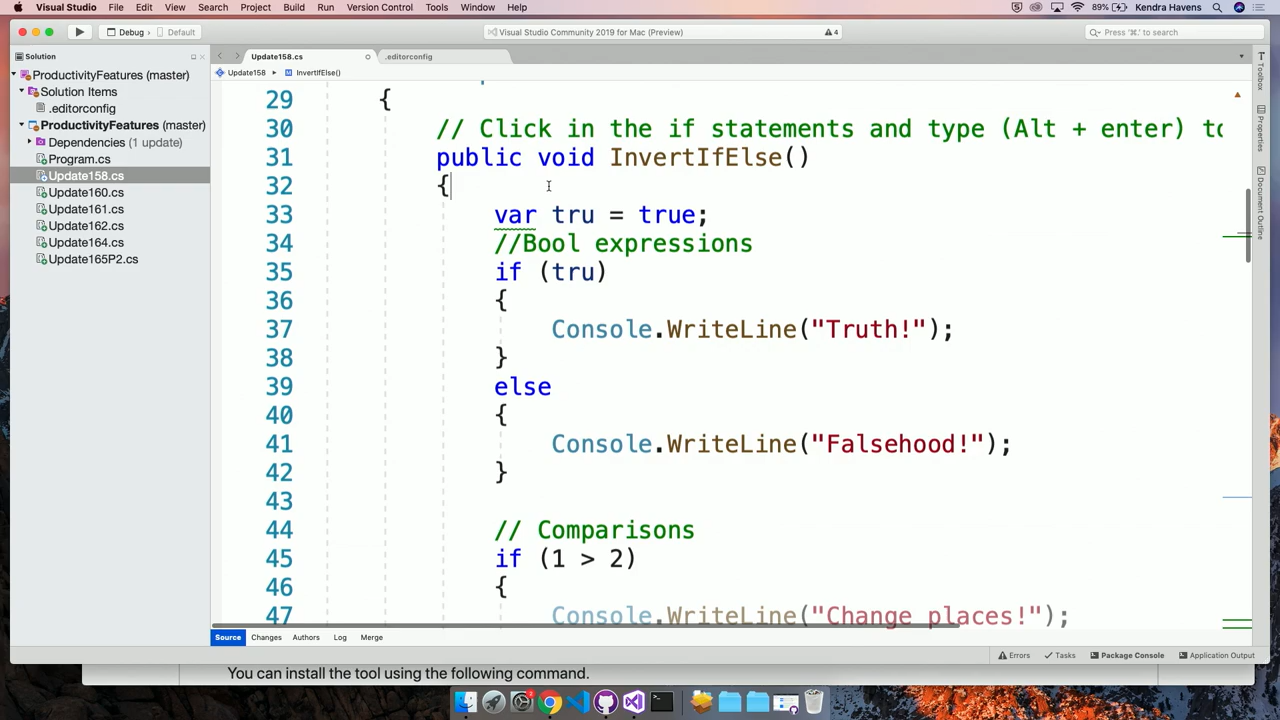 Visual Studio File Edit View Search Project Build Run Version Control Tools Window Help 89% Kendra Havens
Debug Default Visual Studio Community 2019 for Mac (Preview) 4 Press '⌘.' to search
Solution Update158.cs .editorconfig
ProductivityFeatures (master) Update158 InvertIfElse()
Solution Items
.editorconfig
ProductivityFeatures (master)
Dependencies (1 update)
Program.cs
Update158.cs
Update160.cs
Update161.cs
Update162.cs
Update164.cs
Update165P2.cs
29 {
30 // Click in the if statements and type (Alt + enter) to
31 public void InvertIfElse()
32 {
33 var tru = true;
34 //Bool expressions
35 if (tru)
36 {
37 Console.WriteLine("Truth!");
38 }
39 else
40 {
41 Console.WriteLine("Falsehood!");
42 }
43
44 // Comparisons
45 if (1 > 2)
46 {
47 Console.WriteLine("Change places!");
Toolbox
Properties
Document Outline
Source Changes Authors Log Merge
Errors Tasks Package Console Application Output
You can install the tool using the following command.